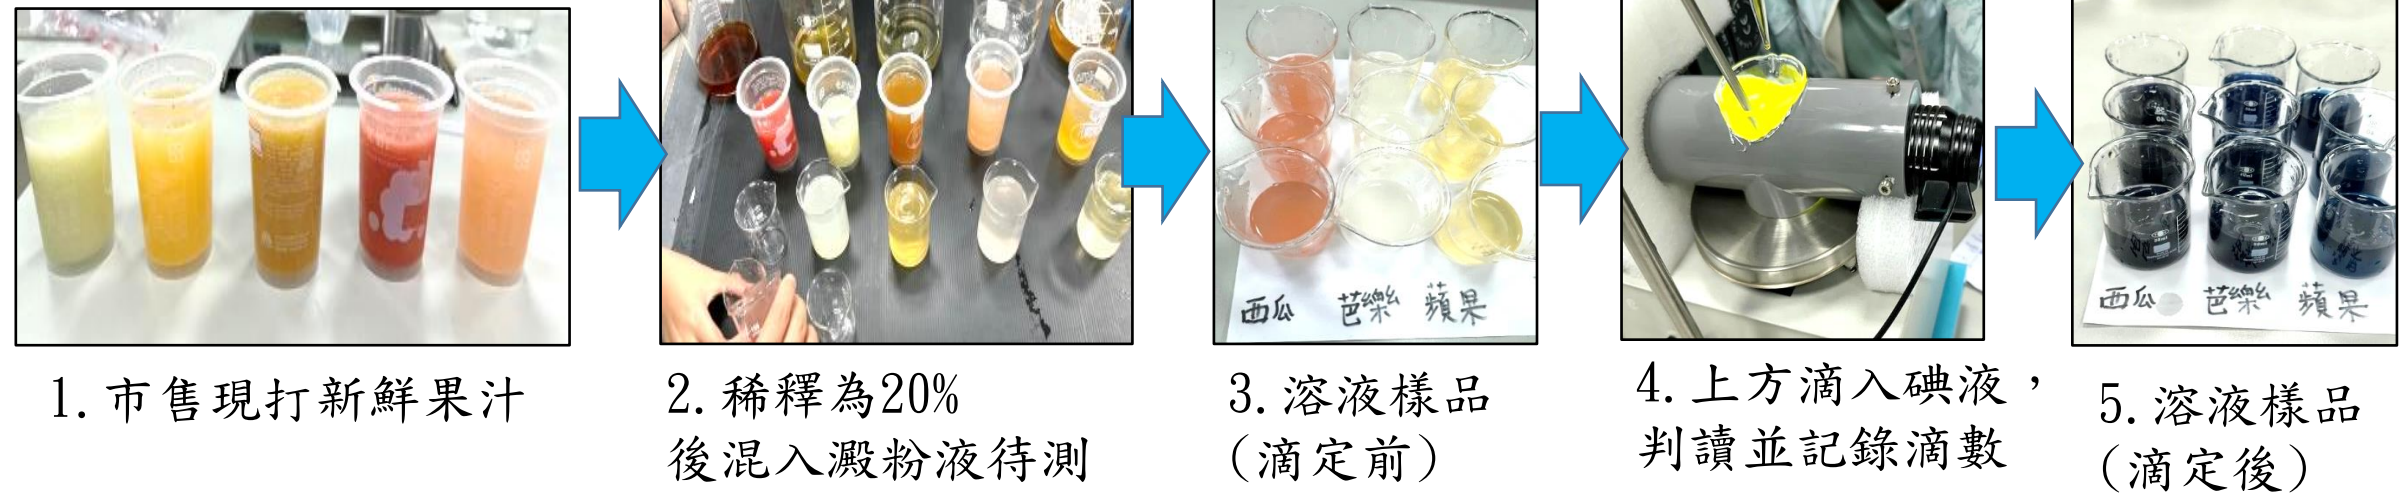 西瓜 芭樂 蘋果
西瓜 芭樂 蘋果
1.市售現打新鮮果汁
2.稀釋為20%
後混入澱粉液待測
3.溶液樣品
(滴定前)
4.上方滴入碘液,
判讀並記錄滴數
5.溶液樣品
(滴定後)